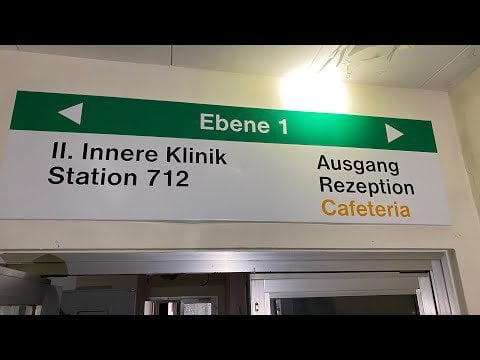 Ebene 1
II. Innere Klinik
Station 712
Ausgang
Rezeption
Cafeteria